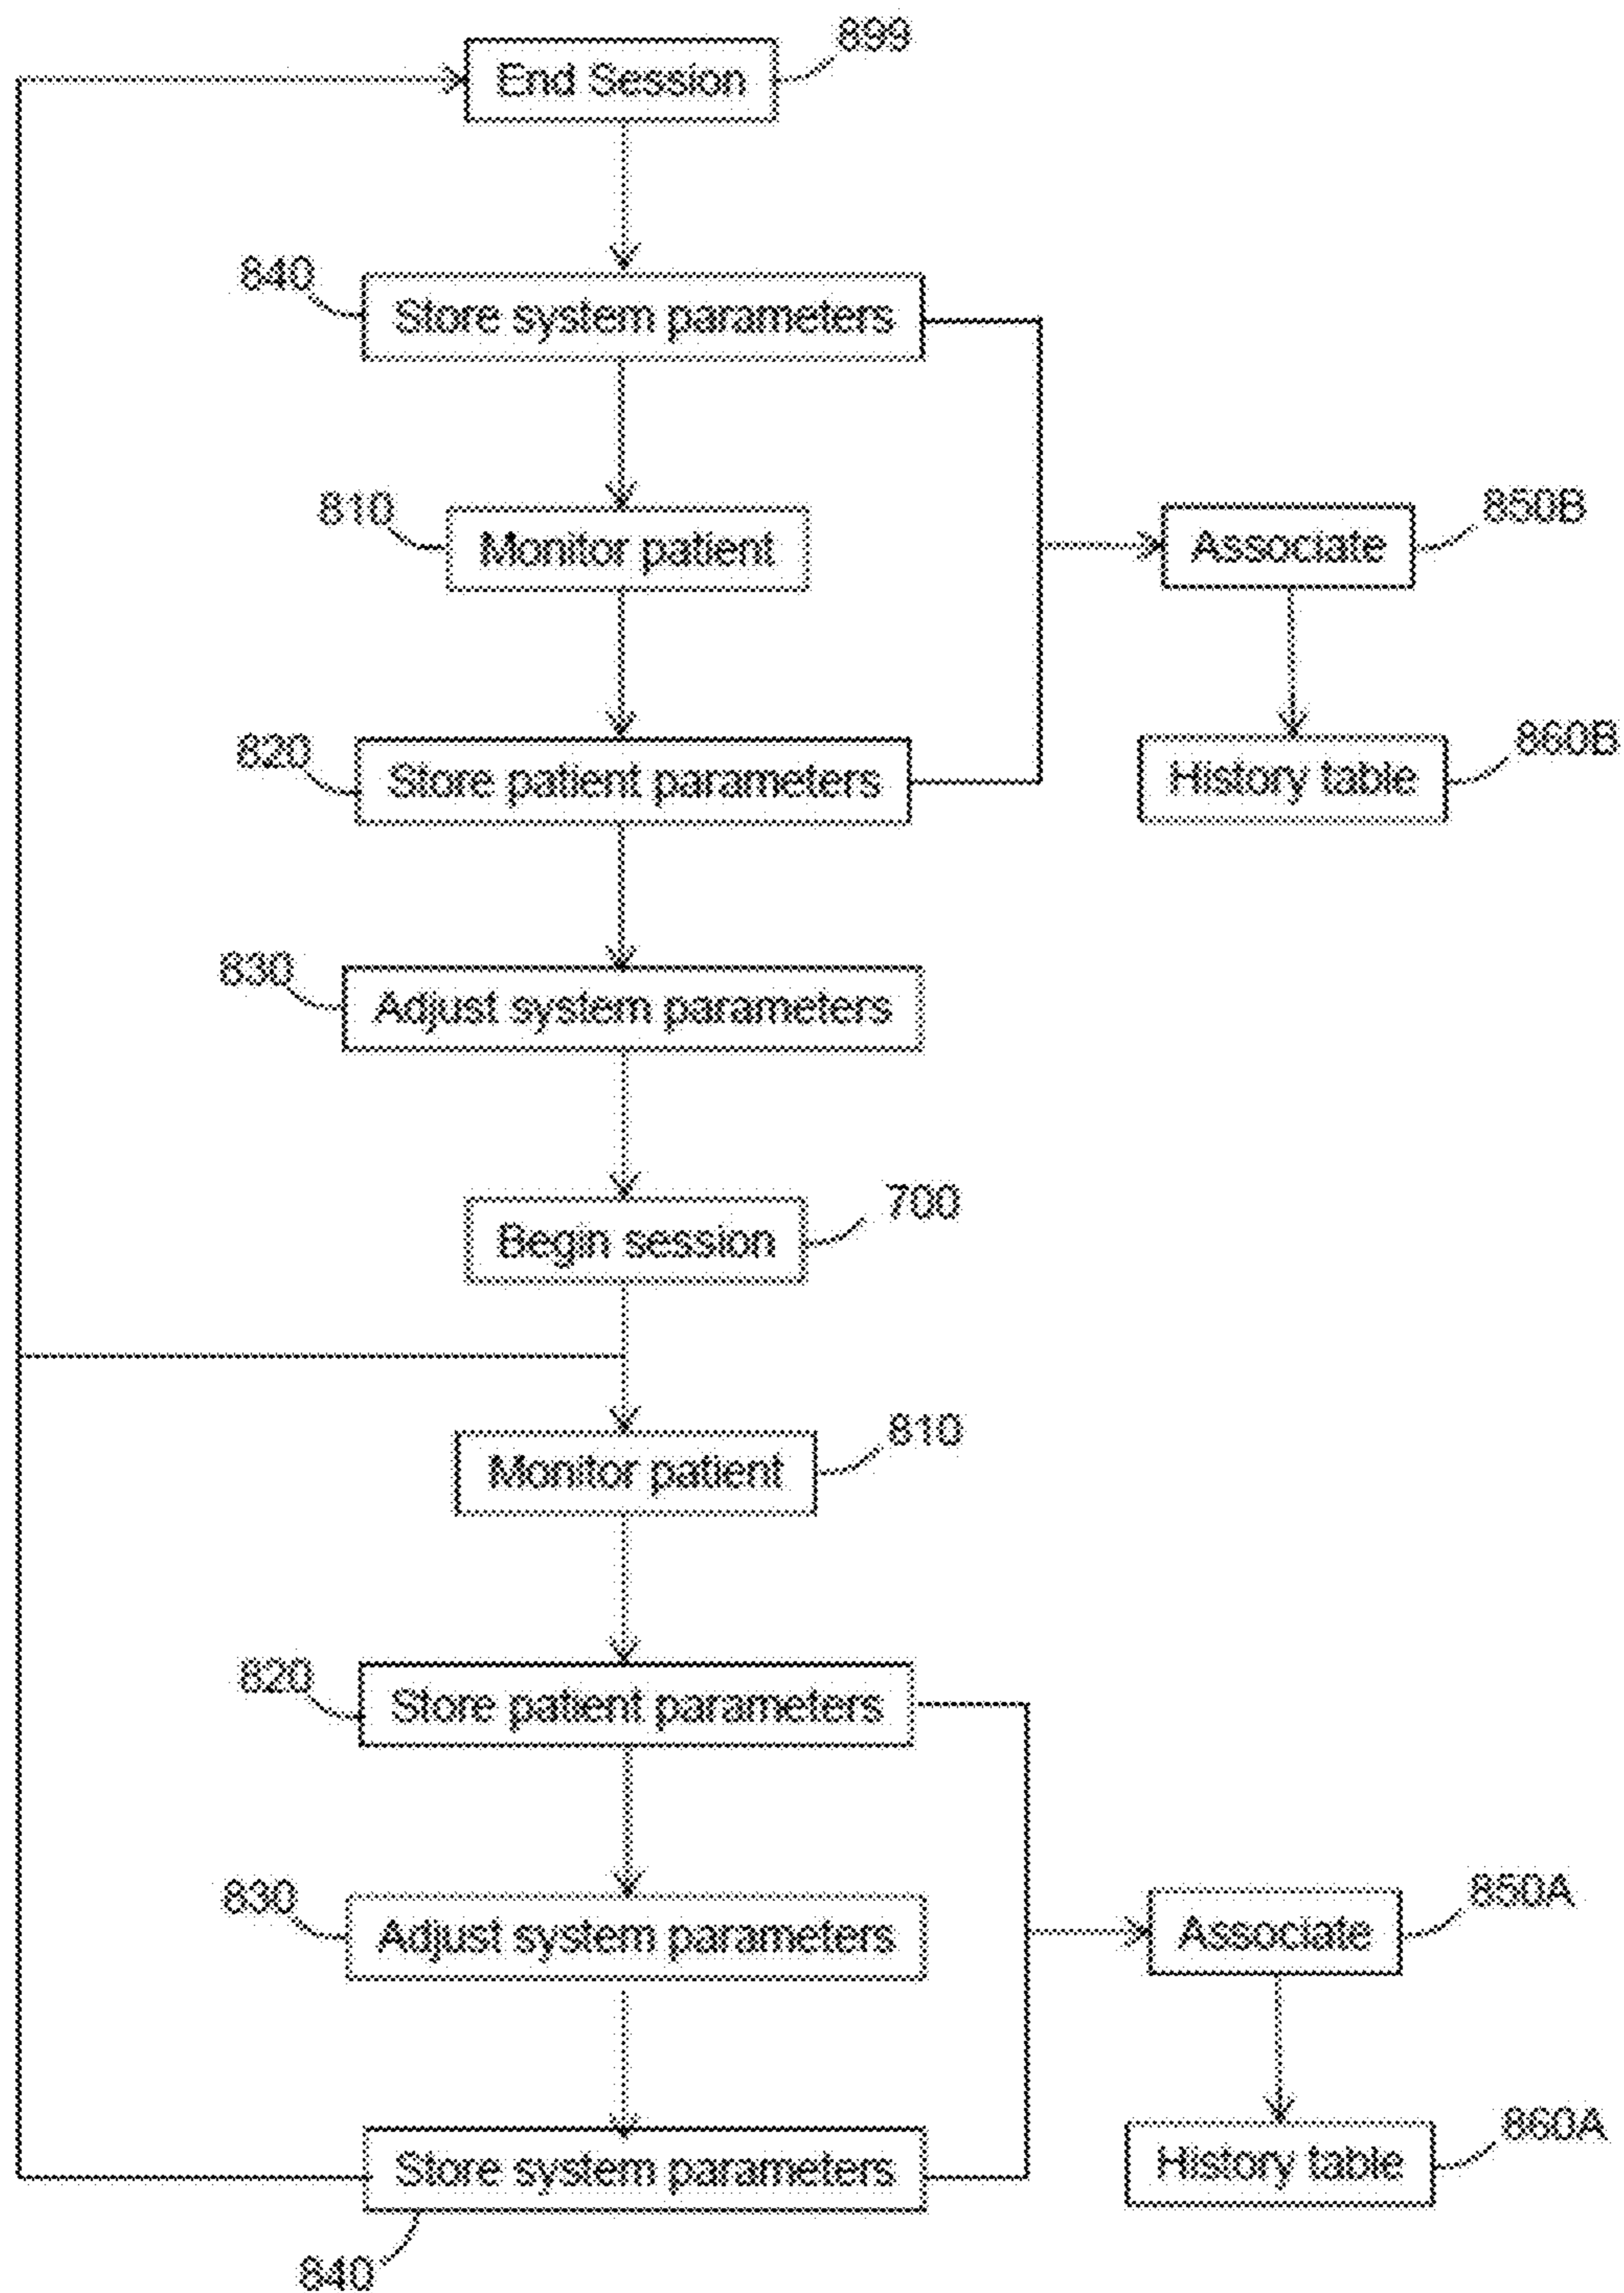 899
End Session
840
Store system parameters
810
Monitor patient
850B
Associate
820
Store patient parameters
860B
History table
830
Adjust system parameters
700
Begin session
810
Monitor patient
820
Store patient parameters
830
Adjust system parameters
850A
Associate
860A
History table
Store system parameters
840